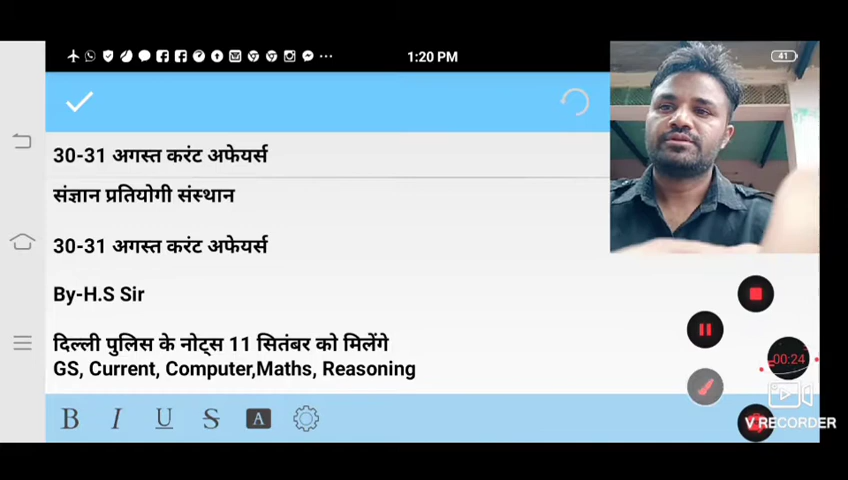 1:20 PM
41
30-31 अगस्त करंट अफेयर्स
संज्ञान प्रतियोगी संस्थान
30-31 अगस्त करंट अफेयर्स
By-H.S Sir
दिल्ली पुलिस के नोट्स 11 सितंबर को मिलेंगे
GS, Current, Computer,Maths, Reasoning
00:24
B I U S A
V RECORDER